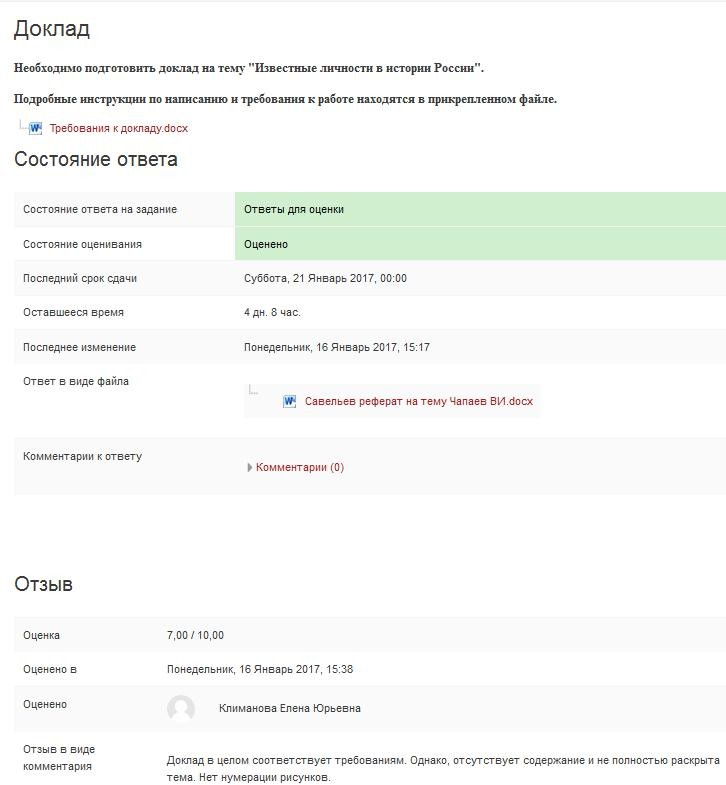 Доклад
Необходимо подготовить доклад на тему "Известные личности в истории России".
Подробные инструкции по написанию и требования к работе находятся в прикрепленном файле.
Требования к докладу.docx
Состояние ответа
Состояние ответа на задание Ответы для оценки
Состояние оценивания Оценено
Последний срок сдачи Суббота, 21 Январь 2017, 00:00
Оставшееся время 4 дн. 8 час.
Последнее изменение Понедельник, 16 Январь 2017, 15:17
Ответ в виде файла
Савельев реферат на тему Чапаев ВИ.docx
Комментарии к ответу
Комментарии (0)
Отзыв
Оценка 7,00 / 10,00
Оценено в Понедельник, 16 Январь 2017, 15:38
Оценено Климанова Елена Юрьевна
Отзыв в виде
комментария
Доклад в целом соответствует требованиям. Однако, отсутствует содержание и не полностью раскрыта
тема. Нет нумерации рисунков.